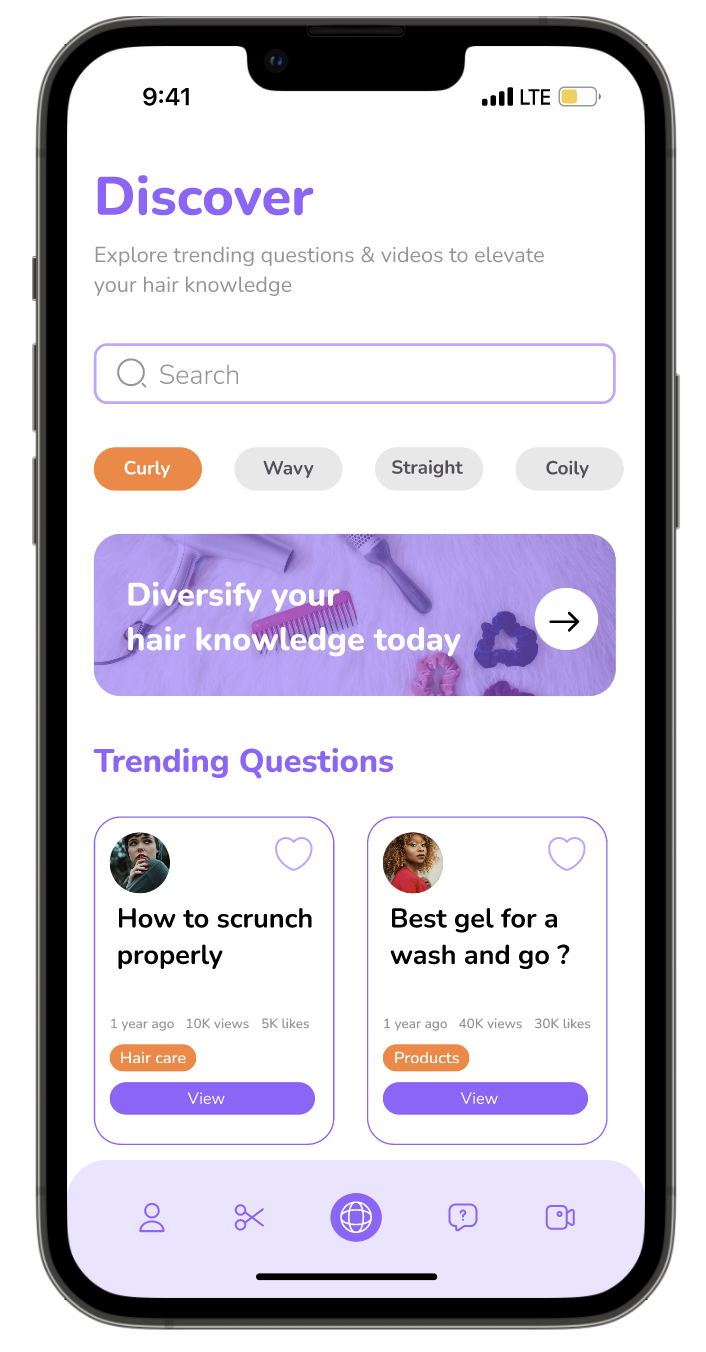 9:41 LTE
Discover
Explore trending questions & videos to elevate
your hair knowledge
Search
Curly Wavy Straight Coily
Diversify your
hair knowledge today
Trending Questions
How to scrunch
properly
1 year ago 10K views 5K likes
Hair care
View
Best gel for a
wash and go ?
1 year ago 40K views 30K likes
Products
View
?